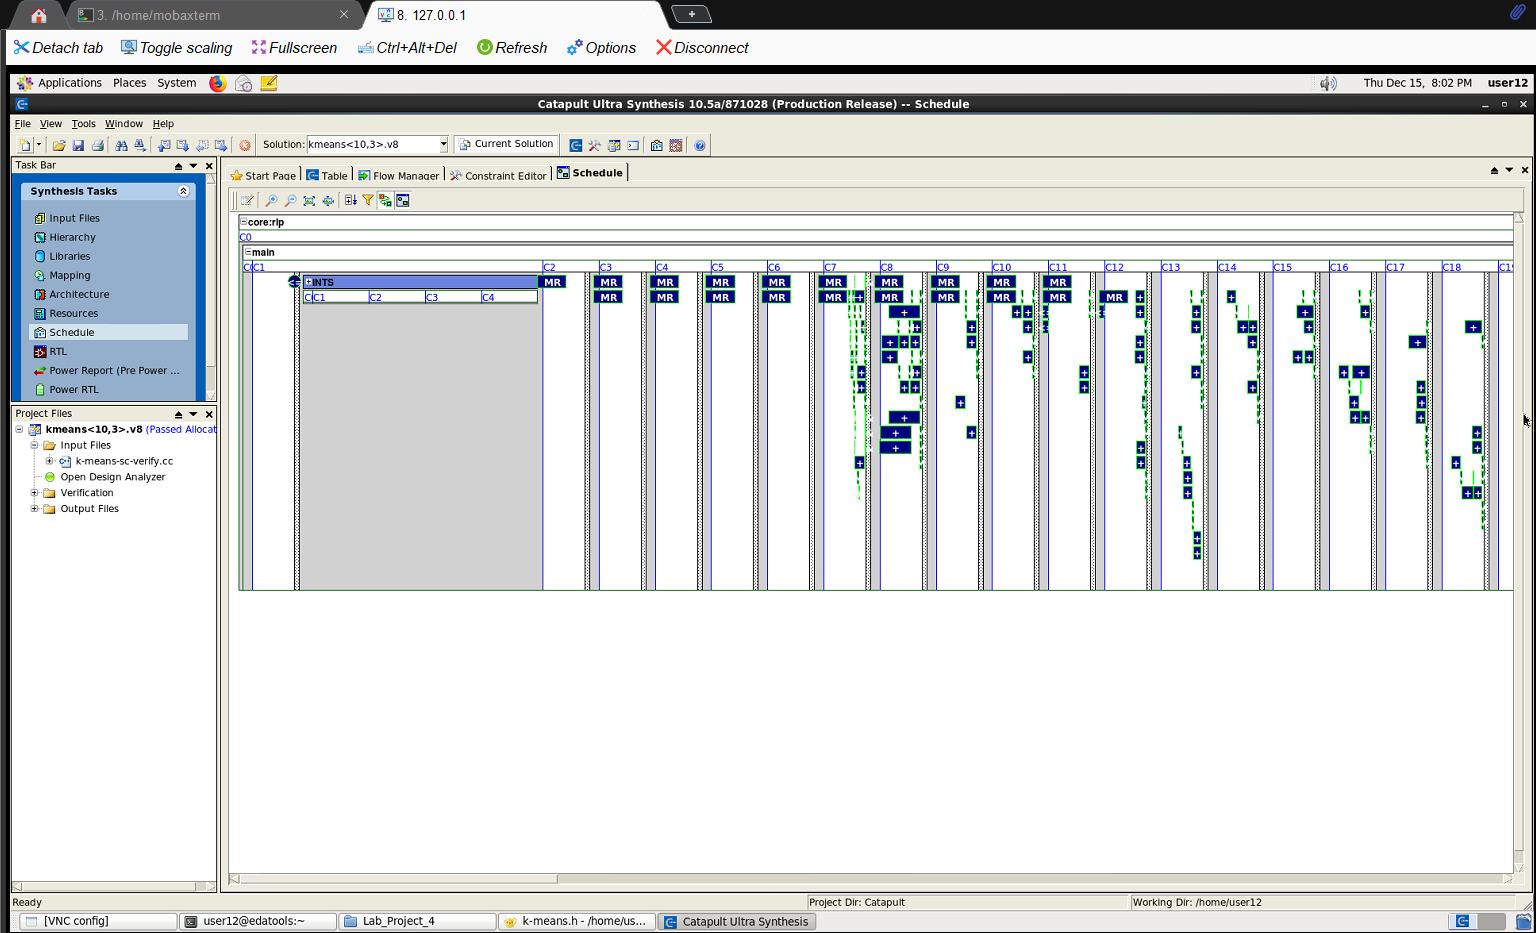 3. /home/mobaxterm
8. 127.0.0.1
Detach tab
Toggle scaling
Fullscreen
Ctrl+Alt+Del
Refresh
Options
Disconnect
Applications Places System
Thu Dec 15, 8:02 PM user12
Catapult Ultra Synthesis 10.5a/871028 (Production Release) -- Schedule
File View Tools Window Help
Solution: kmeans<10,3>.v8
Current Solution
Task Bar
Synthesis Tasks
Input Files
Hierarchy
Libraries
Mapping
Architecture
Resources
Schedule
RTL
Power Report (Pre Power ...
Power RTL
Project Files
kmeans<10,3>.v8 (Passed Allocat
Input Files
k-means-sc-verify.cc
Open Design Analyzer
Verification
Output Files
Start Page
Table
Flow Manager
Constraint Editor
Schedule
core:rlp
C0
main
C1 C2 C3 C4 C5 C6 C7 C8 C9 C10 C11 C12 C13 C14 C15 C16 C17 C18
INTS MR MR MR MR MR MR MR MR MR MR
C1 C2 C3 C4 MR MR MR MR MR MR MR MR MR MR
Ready
Project Dir: Catapult
Working Dir: /home/user12
[VNC config]
user12@edatools:~
Lab_Project_4
k-means.h - /home/us...
Catapult Ultra Synthesis